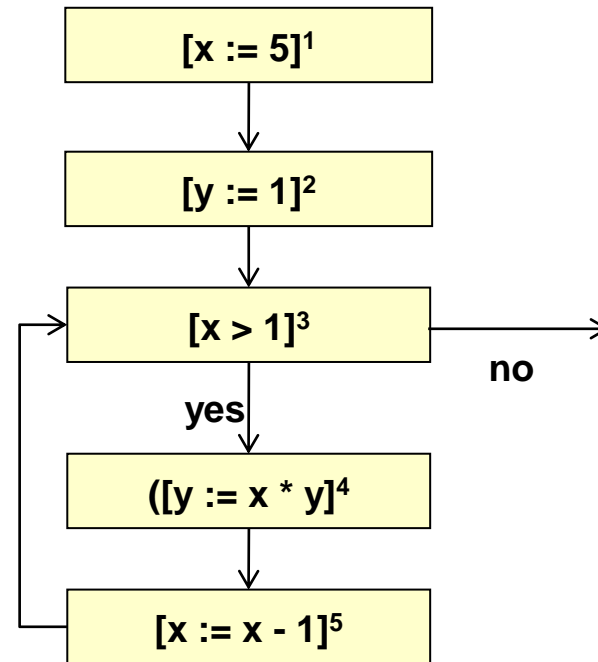 [x := 5]¹
[y := 1]²
[x > 1]³
no
yes
([y := x * y]⁴
[x := x - 1]⁵